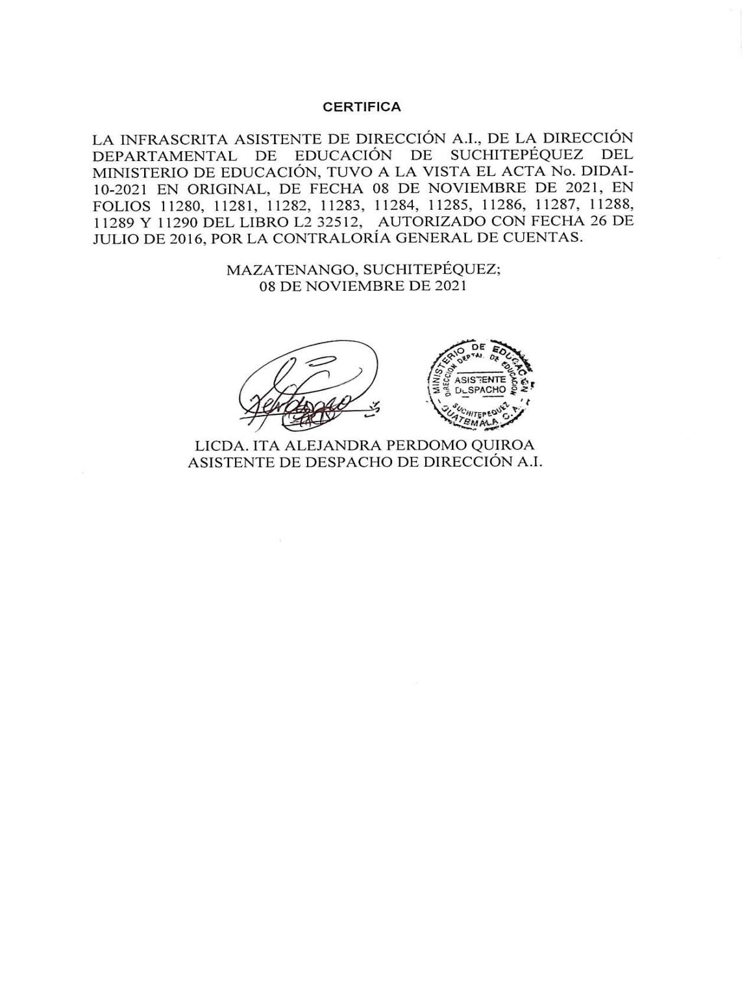 CERTIFICA
LA INFRASCRITA ASISTENTE DE DIRECCIÓN A.I., DE LA DIRECCIÓN
DEPARTAMENTAL DE EDUCACIÓN DE SUCHITEPÉQUEZ DEL
MINISTERIO DE EDUCACIÓN, TUVO A LA VISTA EL ACTA No. DIDAI-
10-2021 EN ORIGINAL, DE FECHA 08 DE NOVIEMBRE DE 2021, EN
FOLIOS 11280, 11281, 11282, 11283, 11284, 11285, 11286, 11287, 11288,
11289 Y 11290 DEL LIBRO L2 32512, AUTORIZADO CON FECHA 26 DE
JULIO DE 2016, POR LA CONTRALORÍA GENERAL DE CUENTAS.
MAZATENANGO, SUCHITEPÉQUEZ;
08 DE NOVIEMBRE DE 2021
MINISTERIO DE EDUCACIÓN
DIRECCION DEPTAL. DE EDUCACION
ASISTENTE
DESPACHO
SUCHITEPEQUEZ
GUATEMALA, C. A.
LICDA. ITA ALEJANDRA PERDOMO QUIROA
ASISTENTE DE DESPACHO DE DIRECCIÓN A.I.